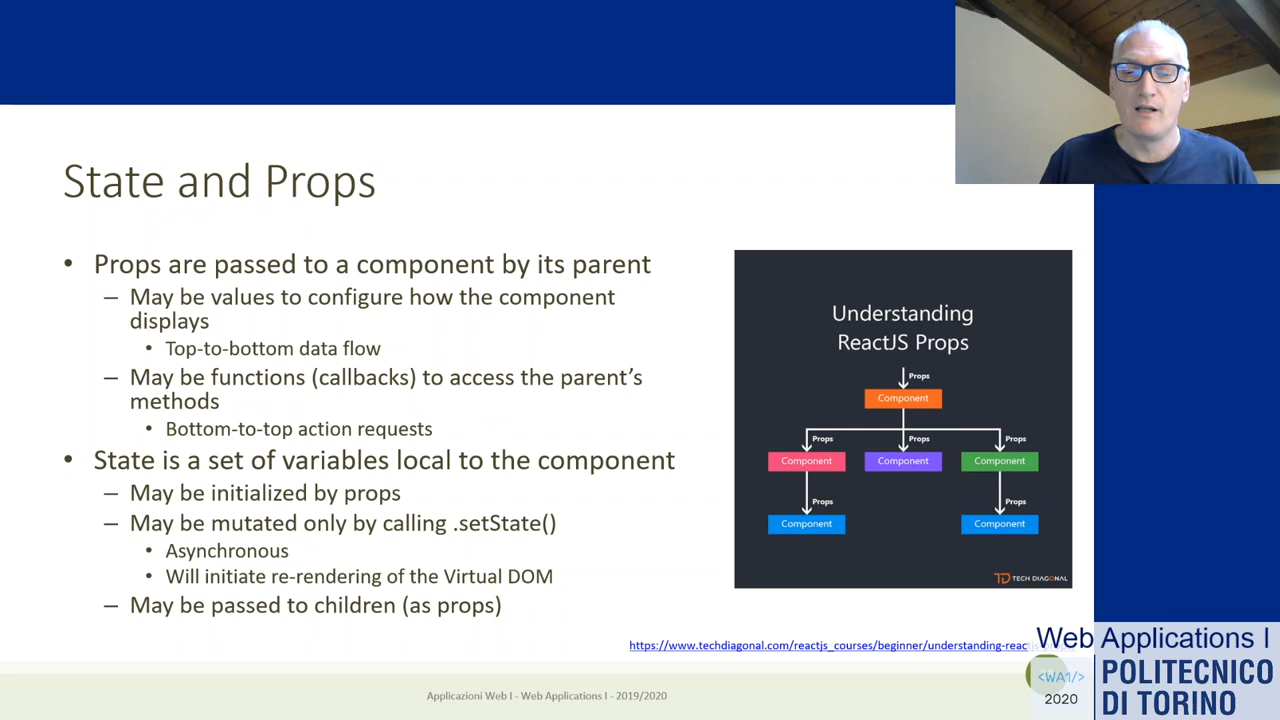 State and Props
• Props are passed to a component by its parent
– May be values to configure how the component
displays
• Top-to-bottom data flow
– May be functions (callbacks) to access the parent’s
methods
• Bottom-to-top action requests
• State is a set of variables local to the component
– May be initialized by props
– May be mutated only by calling .setState()
• Asynchronous
• Will initiate re-rendering of the Virtual DOM
– May be passed to children (as props)
Understanding
ReactJS Props
Props
Component
Props Props Props
Component Component Component
Props Props
Component Component
TD TECH DIAGONAL
https://www.techdiagonal.com/reactjs_courses/beginner/understanding-reac
Applicazioni Web I - Web Applications I - 2019/2020
Web Applications I
<WA1/>
2020
POLITECNICO
DI TORINO